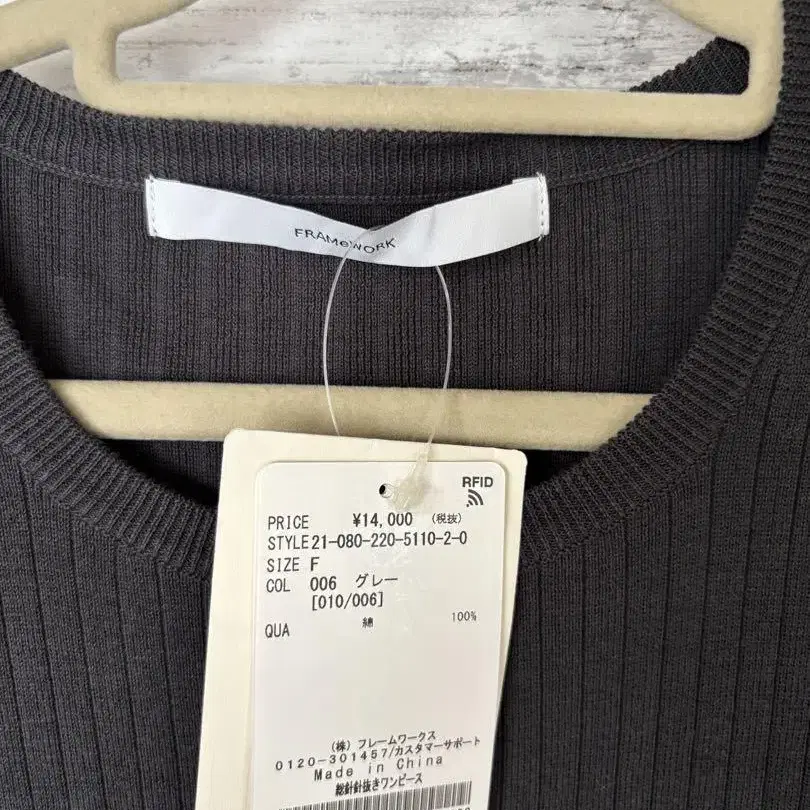 FRAMeWORK
RFID
PRICE ¥14,000 (税抜)
STYLE 21-080-220-5110-2-0
SIZE F
COL 006 グレー
[010/006]
QUA 綿 100%
(株) フレームワークス
0120-301457/カスタマーサポート
Made in China
総針針抜きワンピース